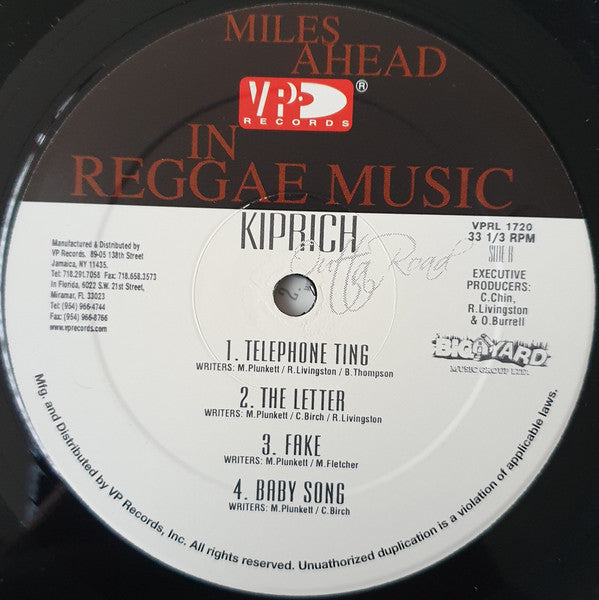 MILES
AHEAD
VP ®
RECORDS
IN
REGGAE MUSIC
KIPRICH
Outta Road
VPRL 1720
33 1/3 RPM
SIDE B
Manufactured & Distributed by
VP Records. 89-05 138th Street
Jamaica, NY 11435.
Tel: 718.291.7058 Fax: 718.658.3573
In Florida, 6022 S.W. 21st Street,
Miramar, FL 33023
Tel: (954) 966-4744
Fax: (954) 966-8766
www.vprecords.com
EXECUTIVE
PRODUCERS:
C.Chin,
R.Livingston
& O.Burrell
BIG YARD
MUSIC GROUP LTD.
1. TELEPHONE TING
WRITERS: M.Plunkett / R.Livingston / B.Thompson
2. THE LETTER
WRITERS: M.Plunkett / C.Birch / R.Livingston
3. FAKE
WRITERS: M.Plunkett / M.Fletcher
4. BABY SONG
WRITERS: M.Plunkett / C.Birch
Mfg. and Distributed by VP Records, Inc. All rights reserved. Unauthorized duplication is a violation of applicable laws.